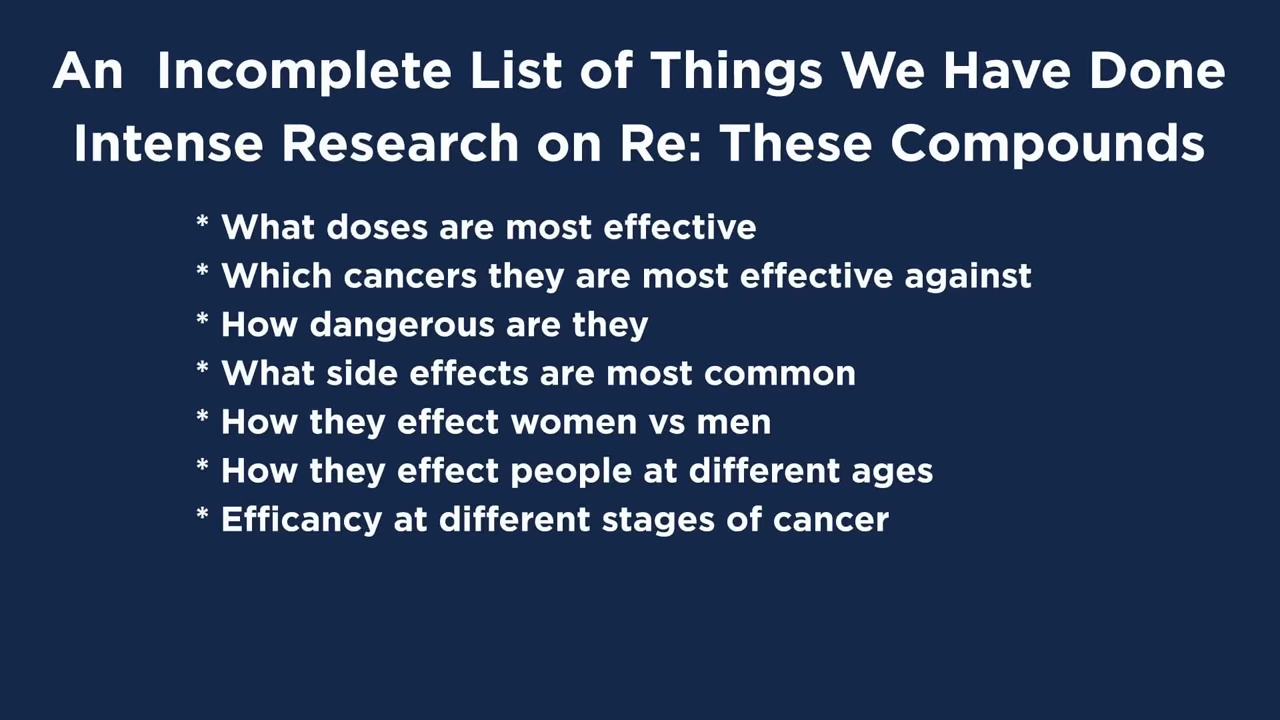 An  Incomplete List of Things We Have Done
Intense Research on Re: These Compounds
* What doses are most effective
* Which cancers they are most effective against
* How dangerous are they
* What side effects are most common
* How they effect women vs men
* How they effect people at different ages
* Efficancy at different stages of cancer